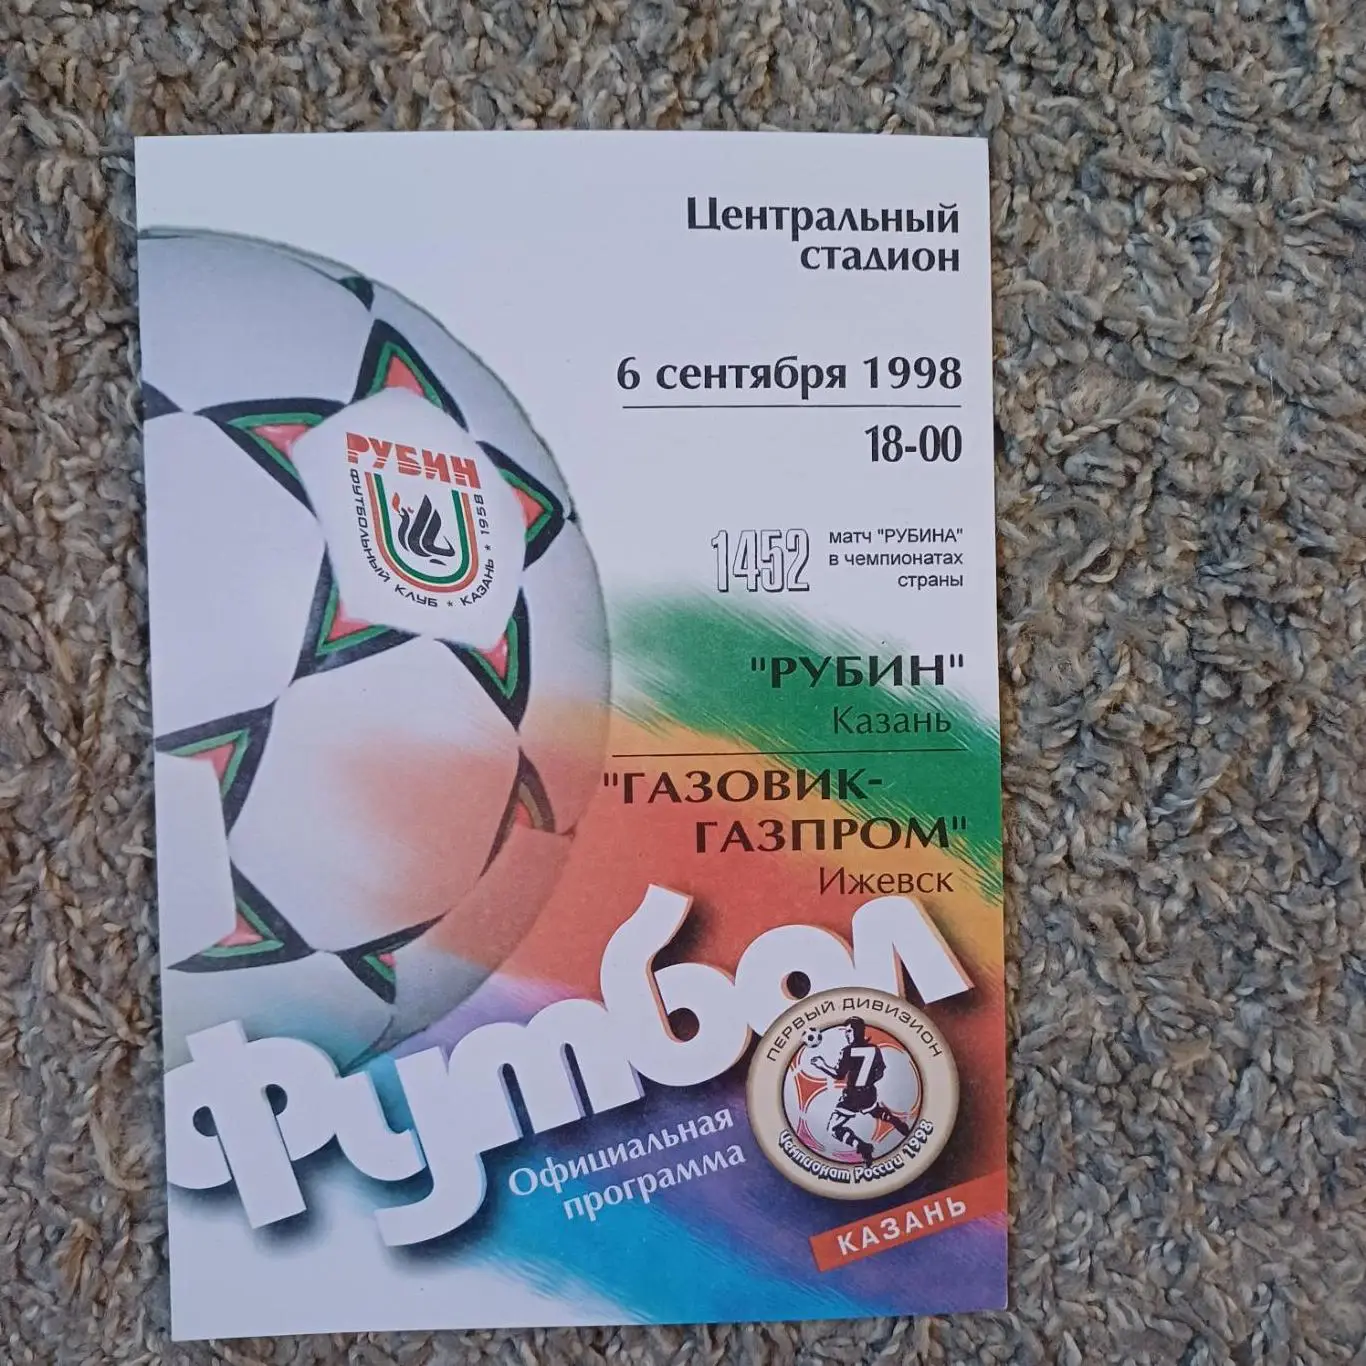 Центральный
стадион
6 сентября 1998
18-00
1452
матч "РУБИНА"
в чемпионатах
страны
РУБИН
ФУТБОЛЬНЫЙ КЛУБ * КАЗАНЬ * 1958
"РУБИН"
Казань
"ГАЗОВИК-
ГАЗПРОМ"
Ижевск
Футбол
Официальная
программа
ПЕРВЫЙ ДИВИЗИОН
7
Чемпионат России 1998
КАЗАНЬ